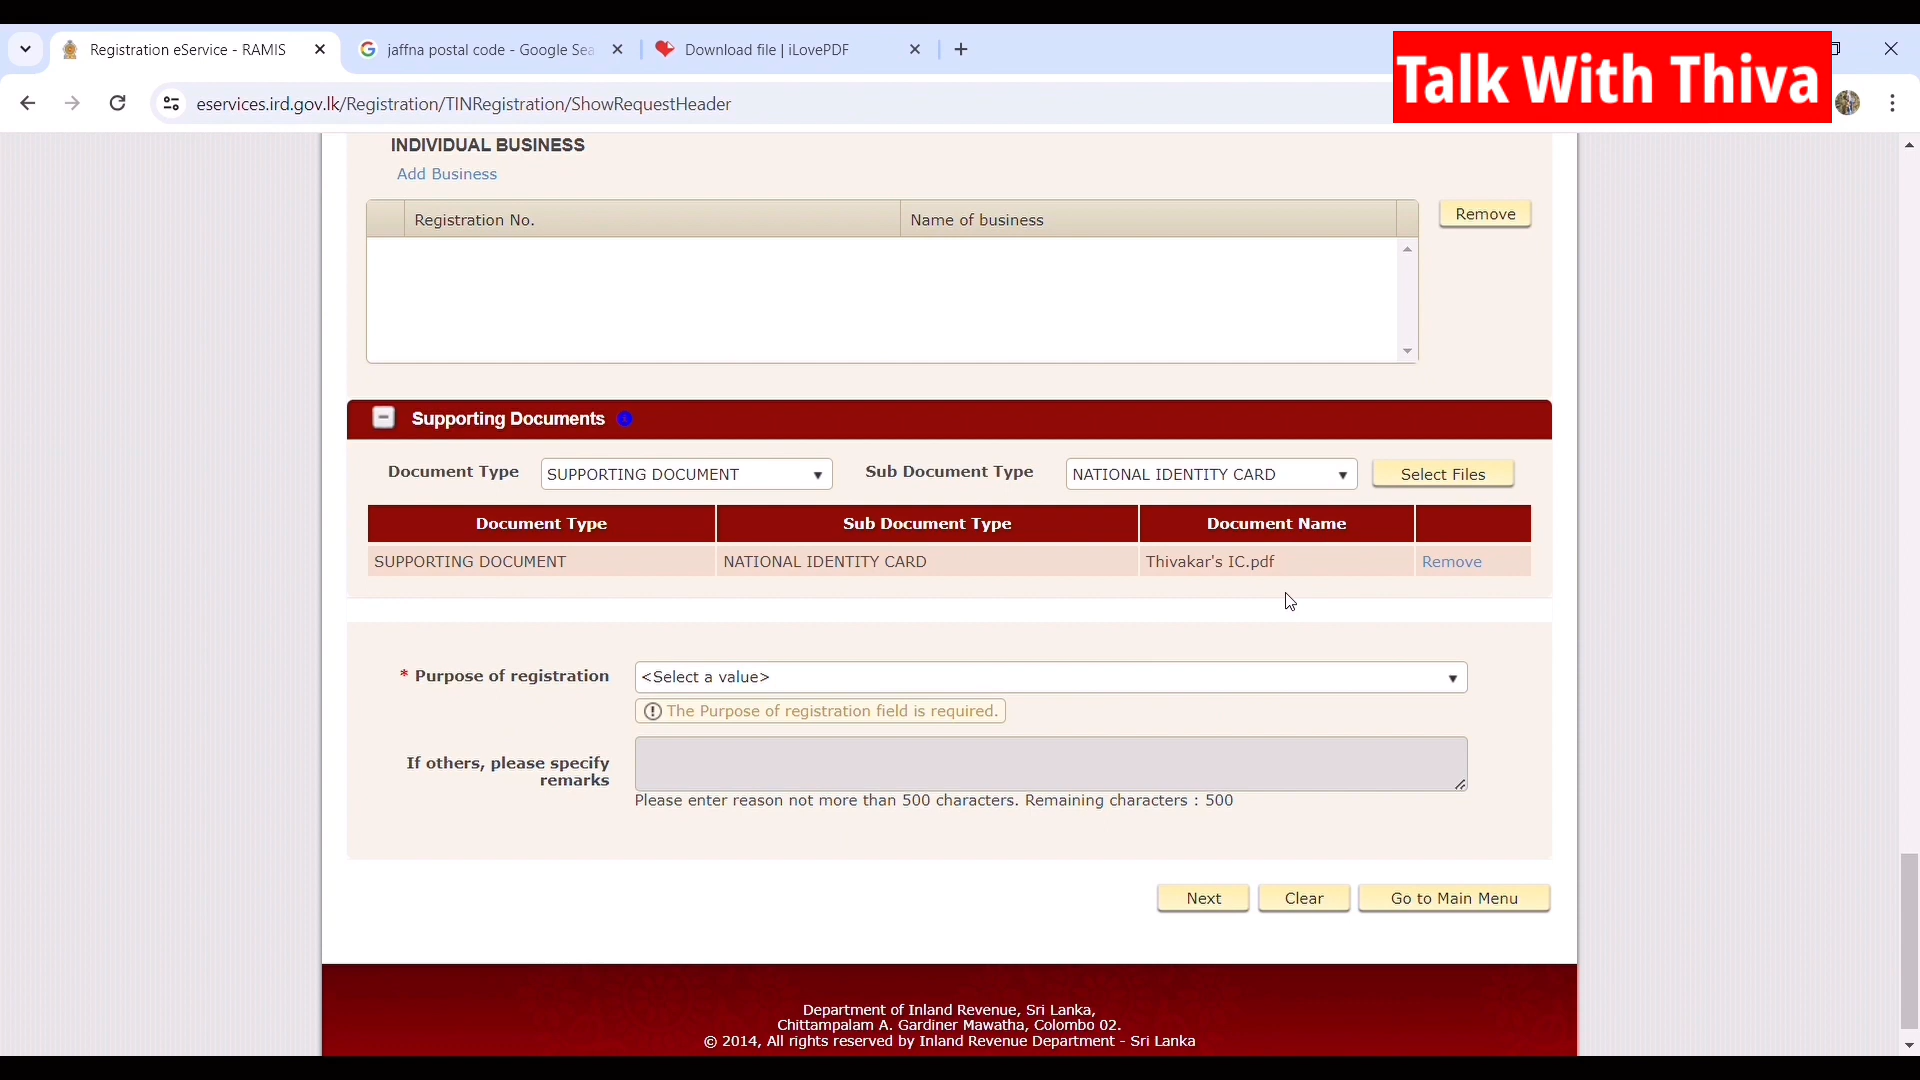 Registration eService - RAMIS
jaffna postal code - Google Sea
Download file | iLovePDF
Talk With Thiva
eservices.ird.gov.lk/Registration/TINRegistration/ShowRequestHeader
INDIVIDUAL BUSINESS
Add Business
Registration No. Name of business
Remove
Supporting Documents
Document Type SUPPORTING DOCUMENT Sub Document Type NATIONAL IDENTITY CARD Select Files
Document Type Sub Document Type Document Name
SUPPORTING DOCUMENT NATIONAL IDENTITY CARD Thivakar's IC.pdf Remove
* Purpose of registration <Select a value>
The Purpose of registration field is required.
If others, please specify
remarks
Please enter reason not more than 500 characters. Remaining characters : 500
Next Clear Go to Main Menu
Department of Inland Revenue, Sri Lanka,
Chittampalam A. Gardiner Mawatha, Colombo 02.
© 2014, All rights reserved by Inland Revenue Department - Sri Lanka